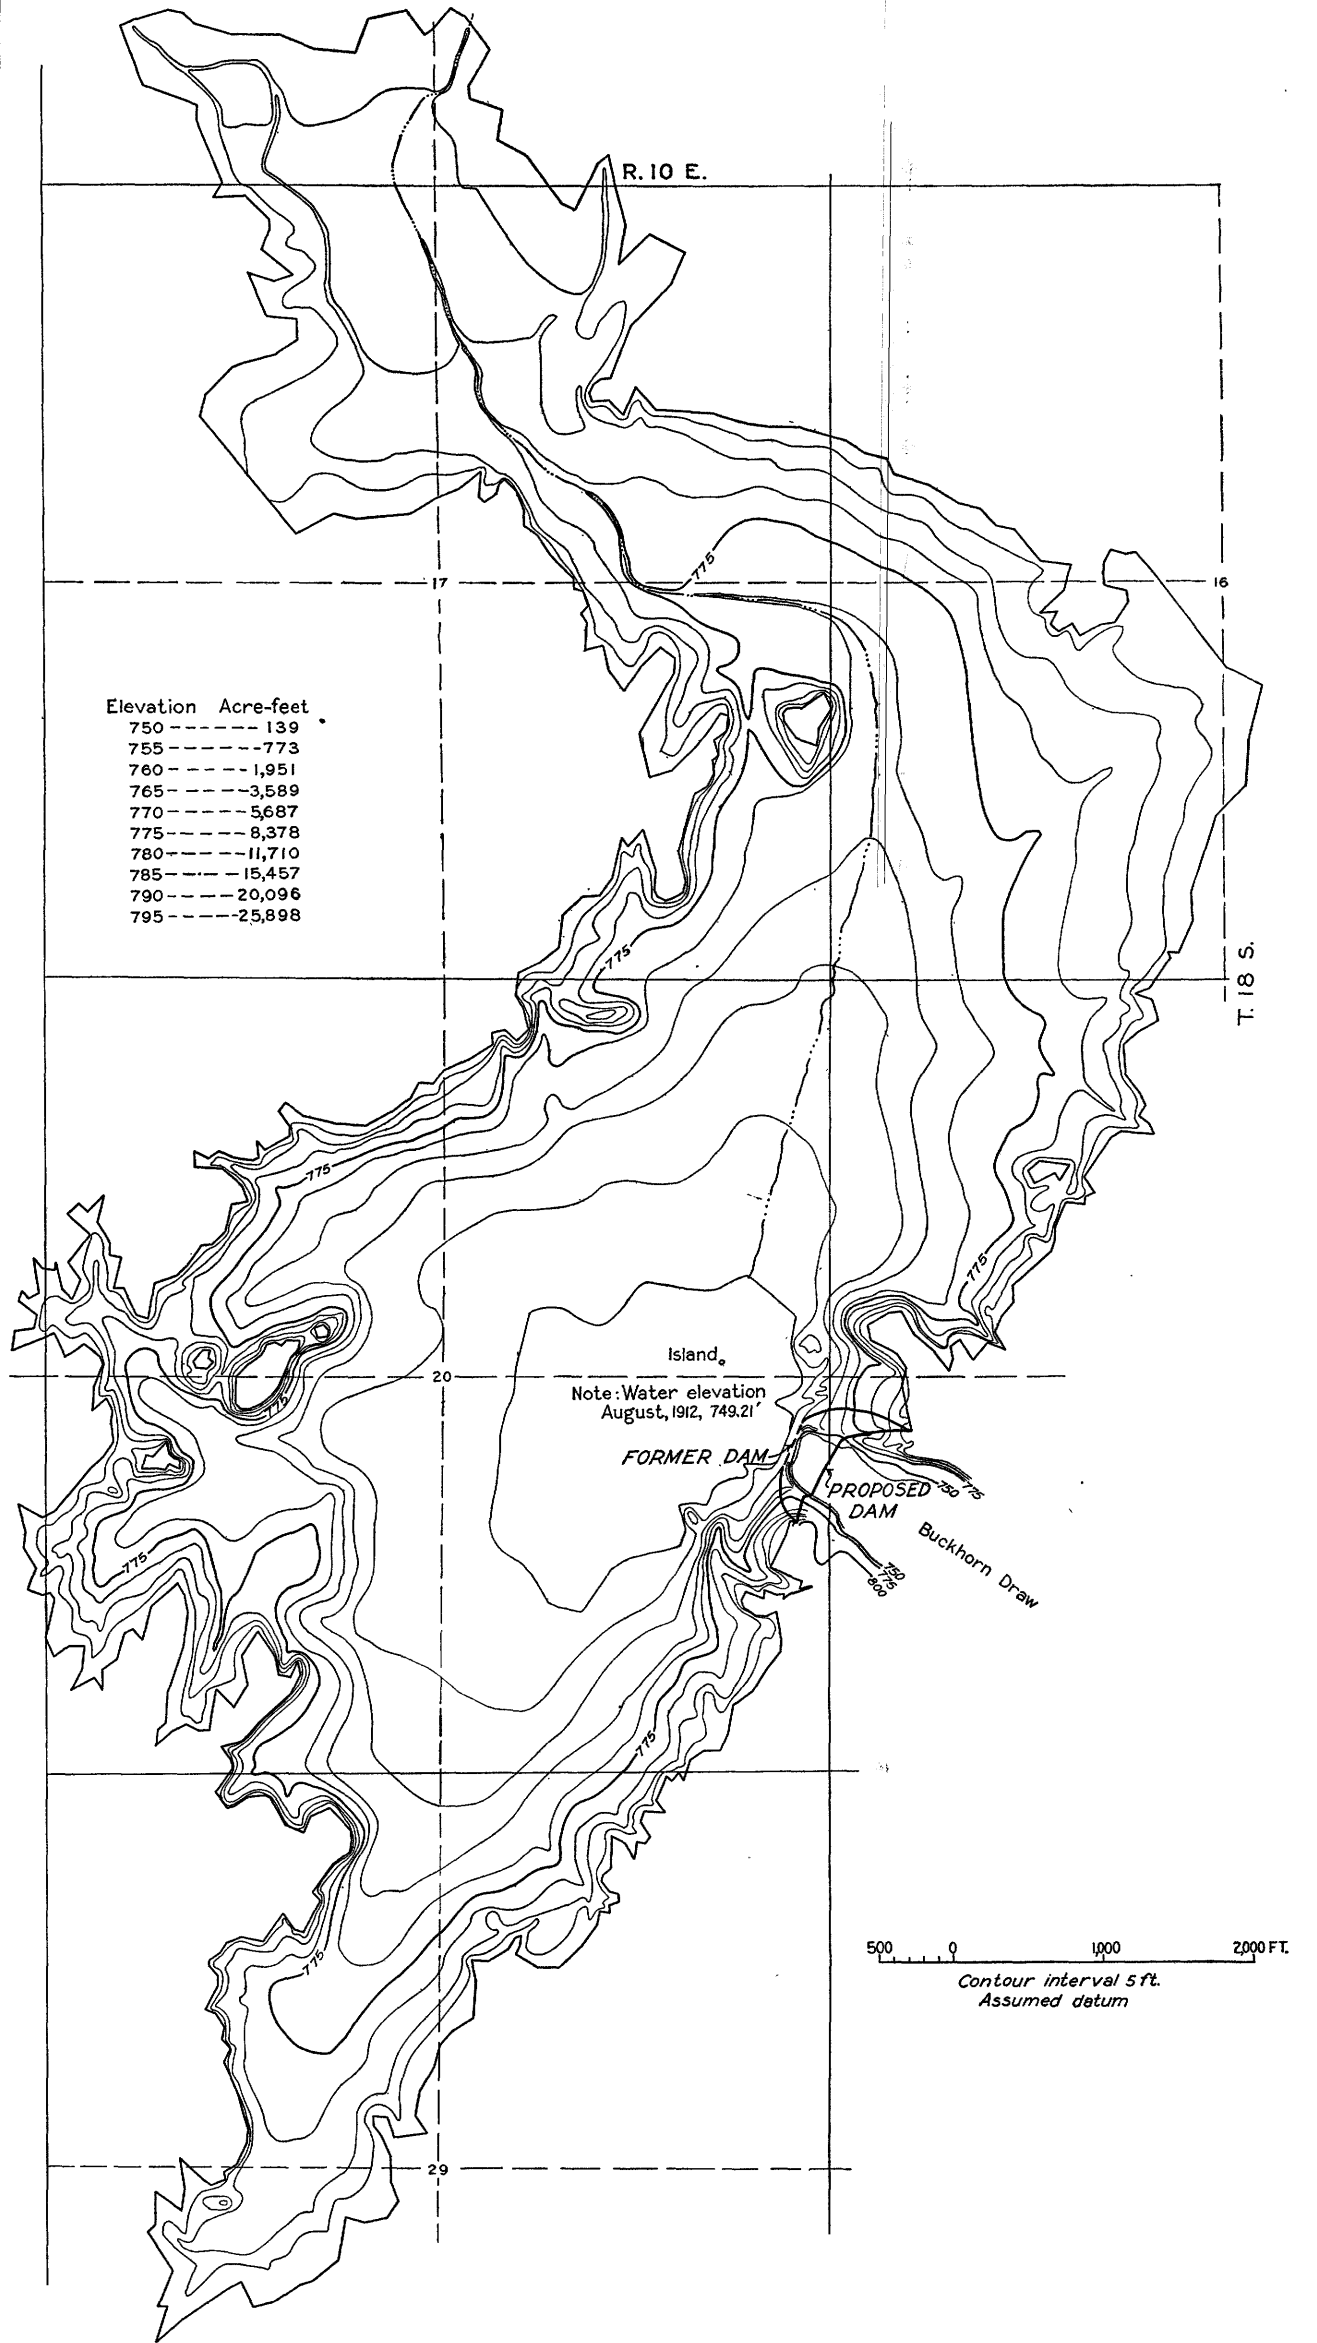 R. 10 E.
775
17
16
Elevation Acre-feet
750------139
755------773
760-----1,951
765-----3,589
770-----5,687
775-----8,378
780-----11,710
785-----15,457
790-----20,096
795-----25,898
775
T. 18 S.
775
775
Island
20
Note: Water elevation
August, 1912, 749.21'
775
FORMER DAM
PROPOSED
DAM
750
775
Buckhorn Draw
775
750
775
800
775
500 0 1,000 2,000 FT.
775
Contour interval 5 ft.
Assumed datum
29